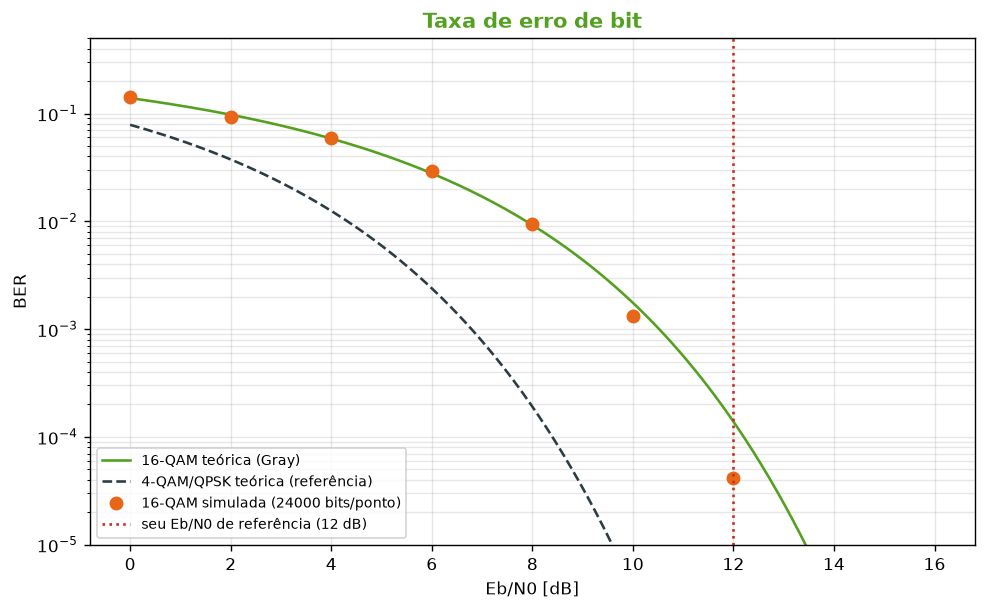 Taxa de erro de bit
BER
10⁻¹
10⁻²
10⁻³
10⁻⁴
10⁻⁵
16-QAM teórica (Gray)
4-QAM/QPSK teórica (referência)
16-QAM simulada (24000 bits/ponto)
seu Eb/N0 de referência (12 dB)
0 2 4 6 8 10 12 14 16
Eb/N0 [dB]